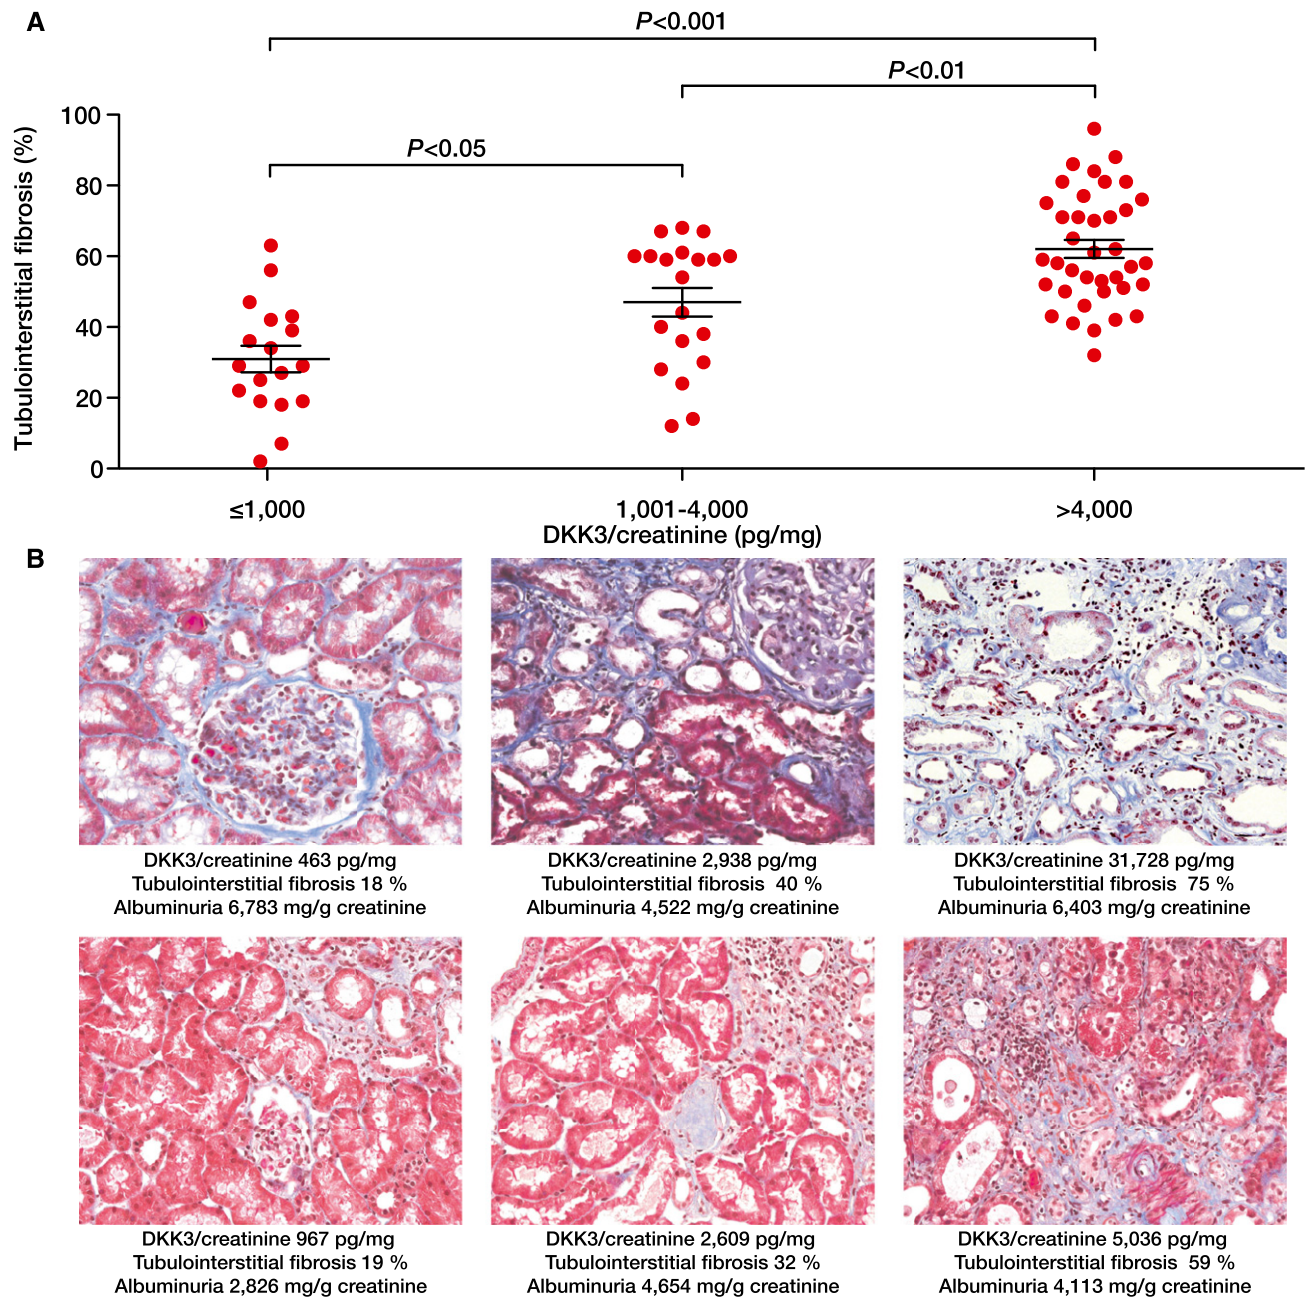 A
P<0.001
P<0.01
P<0.05
Tubulointerstitial fibrosis (%)
100
80
60
40
20
0
≤1,000
1,001-4,000
>4,000
DKK3/creatinine (pg/mg)
B
DKK3/creatinine 463 pg/mg
Tubulointerstitial fibrosis 18 %
Albuminuria 6,783 mg/g creatinine
DKK3/creatinine 2,938 pg/mg
Tubulointerstitial fibrosis 40 %
Albuminuria 4,522 mg/g creatinine
DKK3/creatinine 31,728 pg/mg
Tubulointerstitial fibrosis 75 %
Albuminuria 6,403 mg/g creatinine
DKK3/creatinine 967 pg/mg
Tubulointerstitial fibrosis 19 %
Albuminuria 2,826 mg/g creatinine
DKK3/creatinine 2,609 pg/mg
Tubulointerstitial fibrosis 32 %
Albuminuria 4,654 mg/g creatinine
DKK3/creatinine 5,036 pg/mg
Tubulointerstitial fibrosis 59 %
Albuminuria 4,113 mg/g creatinine